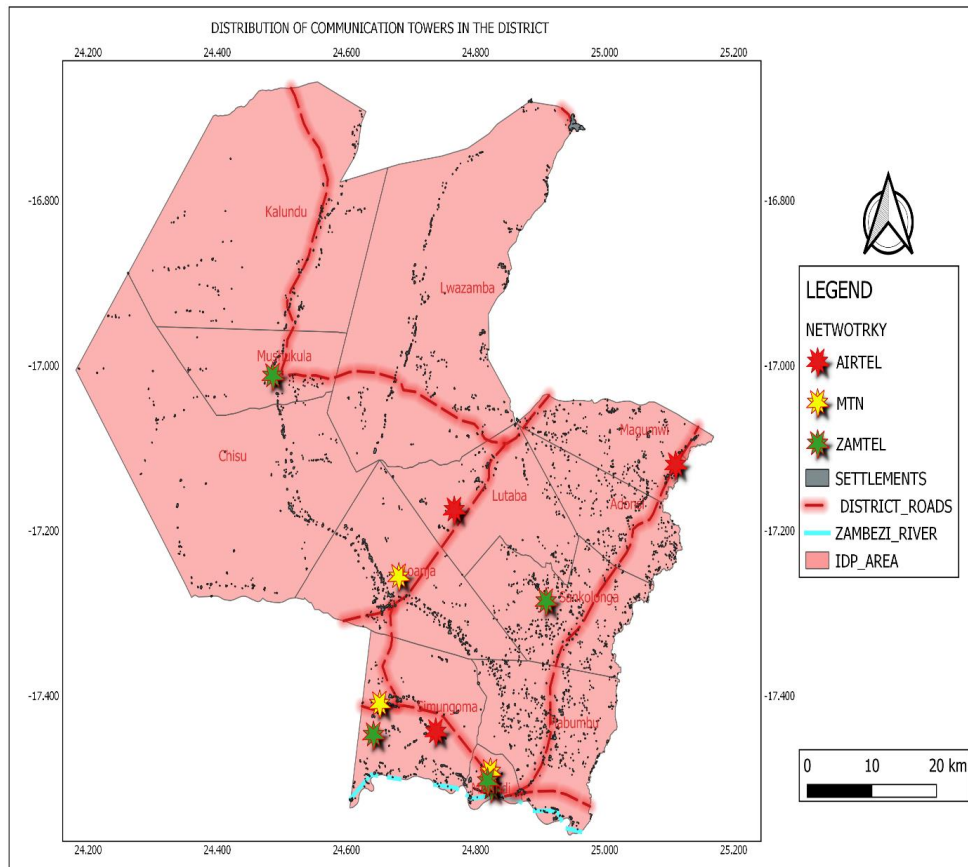 DISTRIBUTION OF COMMUNICATION TOWERS IN THE DISTRICT
24.200 24.400 24.600 24.800 25.000 25.200
-16.800 -16.800
Kalundu
Lwazamba
LEGEND
NETWOTRKY
AIRTEL
MTN
ZAMTEL
SETTLEMENTS
DISTRICT_ROADS
ZAMBEZI_RIVER
IDP_AREA
-17.000 -17.000
Magumwi
Chisu
Lutaba
-17.200 -17.200
-17.400 -17.400
0 10 20 km
24.200 24.400 24.600 24.800 25.000 25.200